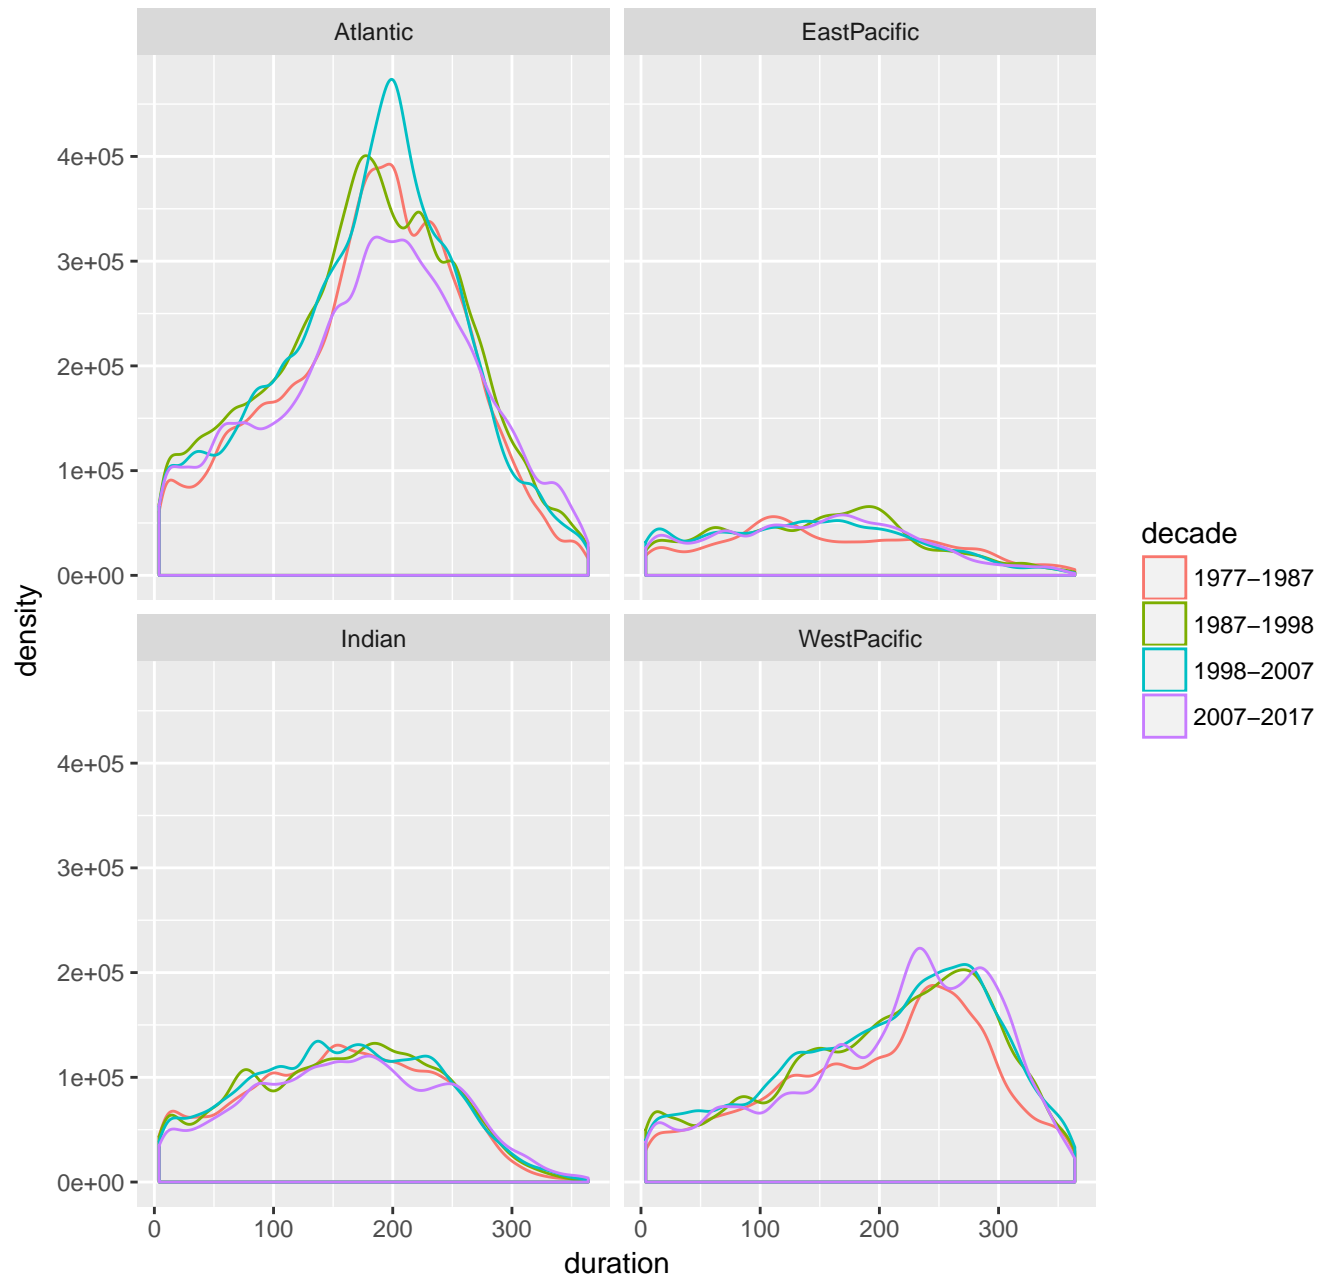 Atlantic
EastPacific
4e+05
3e+05
2e+05
1e+05
0e+00
Indian
WestPacific
4e+05
3e+05
2e+05
1e+05
0e+00
0 100 200 300
0 100 200 300
duration
density
decade
1977−1987
1987−1998
1998−2007
2007−2017